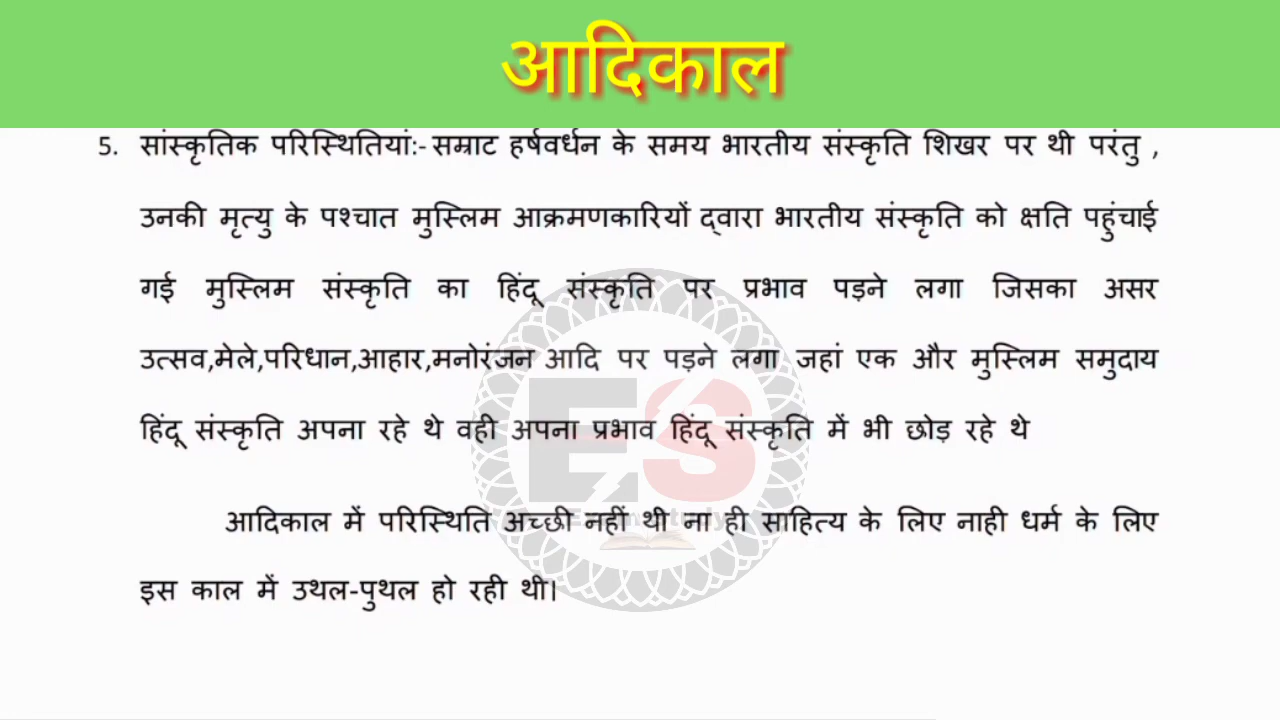 आदिकाल
5. सांस्कृतिक परिस्थितियां:- सम्राट हर्षवर्धन के समय भारतीय संस्कृति शिखर पर थी परंतु ,
उनकी मृत्यु के पश्चात मुस्लिम आक्रमणकारियों द्वारा भारतीय संस्कृति को क्षति पहुंचाई
गई मुस्लिम संस्कृति का हिंदू संस्कृति पर प्रभाव पड़ने लगा जिसका असर
उत्सव,मेले,परिधान,आहार,मनोरंजन आदि पर पड़ने लगा जहां एक और मुस्लिम समुदाय
हिंदू संस्कृति अपना रहे थे वही अपना प्रभाव हिंदू संस्कृति में भी छोड़ रहे थे
ES
आदिकाल में परिस्थिति अच्छी नहीं थी ना ही साहित्य के लिए नाही धर्म के लिए
इस काल में उथल-पुथल हो रही थी।